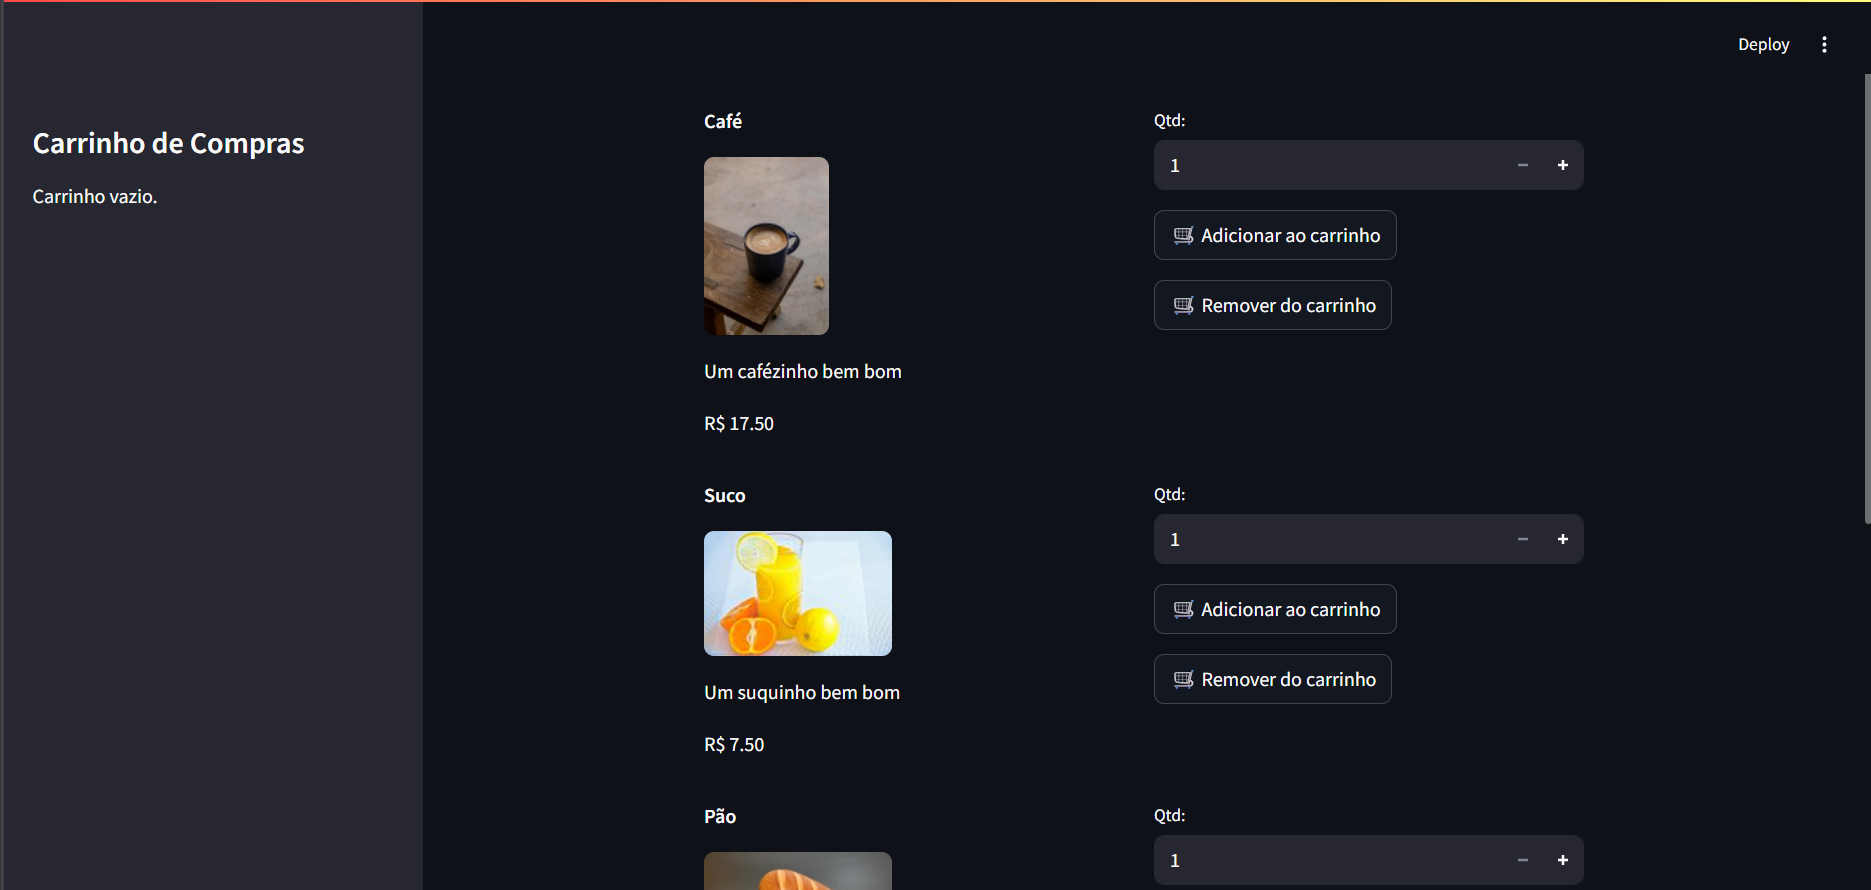 Deploy
Carrinho de Compras
Carrinho vazio.
Café
Qtd:
1
Adicionar ao carrinho
Remover do carrinho
Um cafézinho bem bom
R$ 17.50
Suco
Qtd:
1
Adicionar ao carrinho
Remover do carrinho
Um suquinho bem bom
R$ 7.50
Pão
Qtd:
1